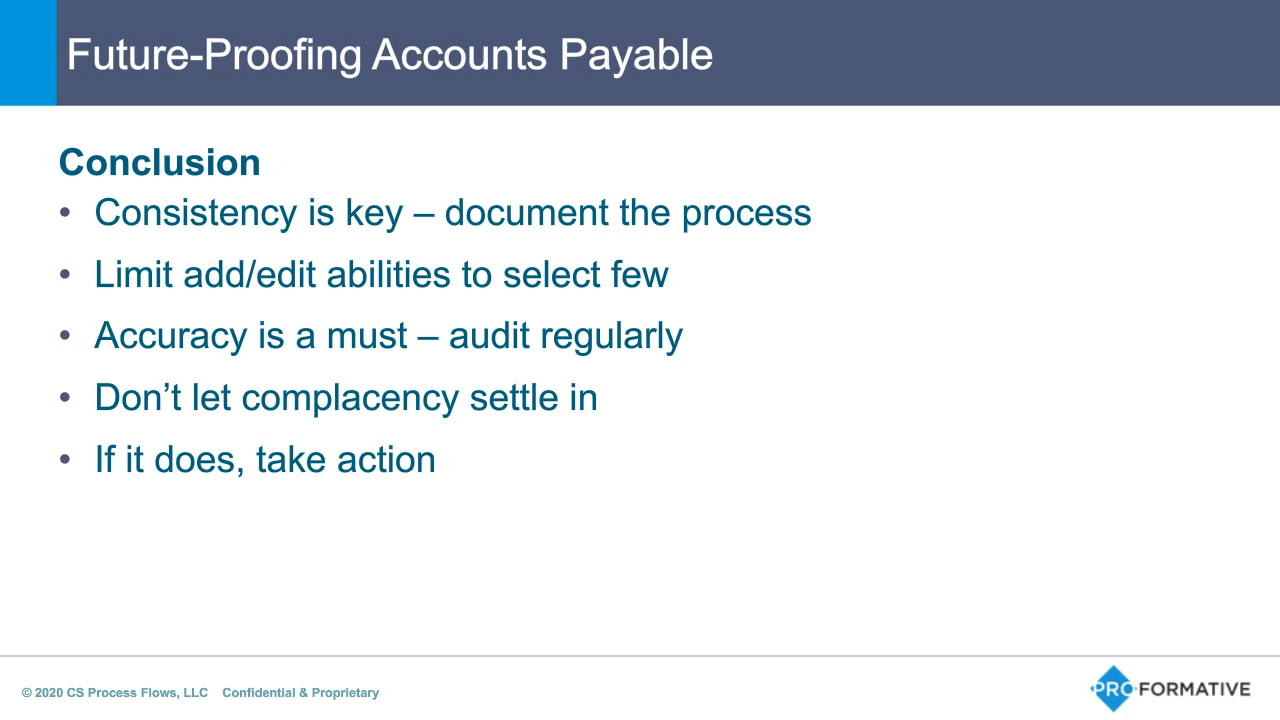 Future-Proofing Accounts Payable
Conclusion
• Consistency is key – document the process
• Limit add/edit abilities to select few
• Accuracy is a must – audit regularly
• Don’t let complacency settle in
• If it does, take action
© 2020 CS Process Flows, LLC Confidential & Proprietary
PROFORMATIVE